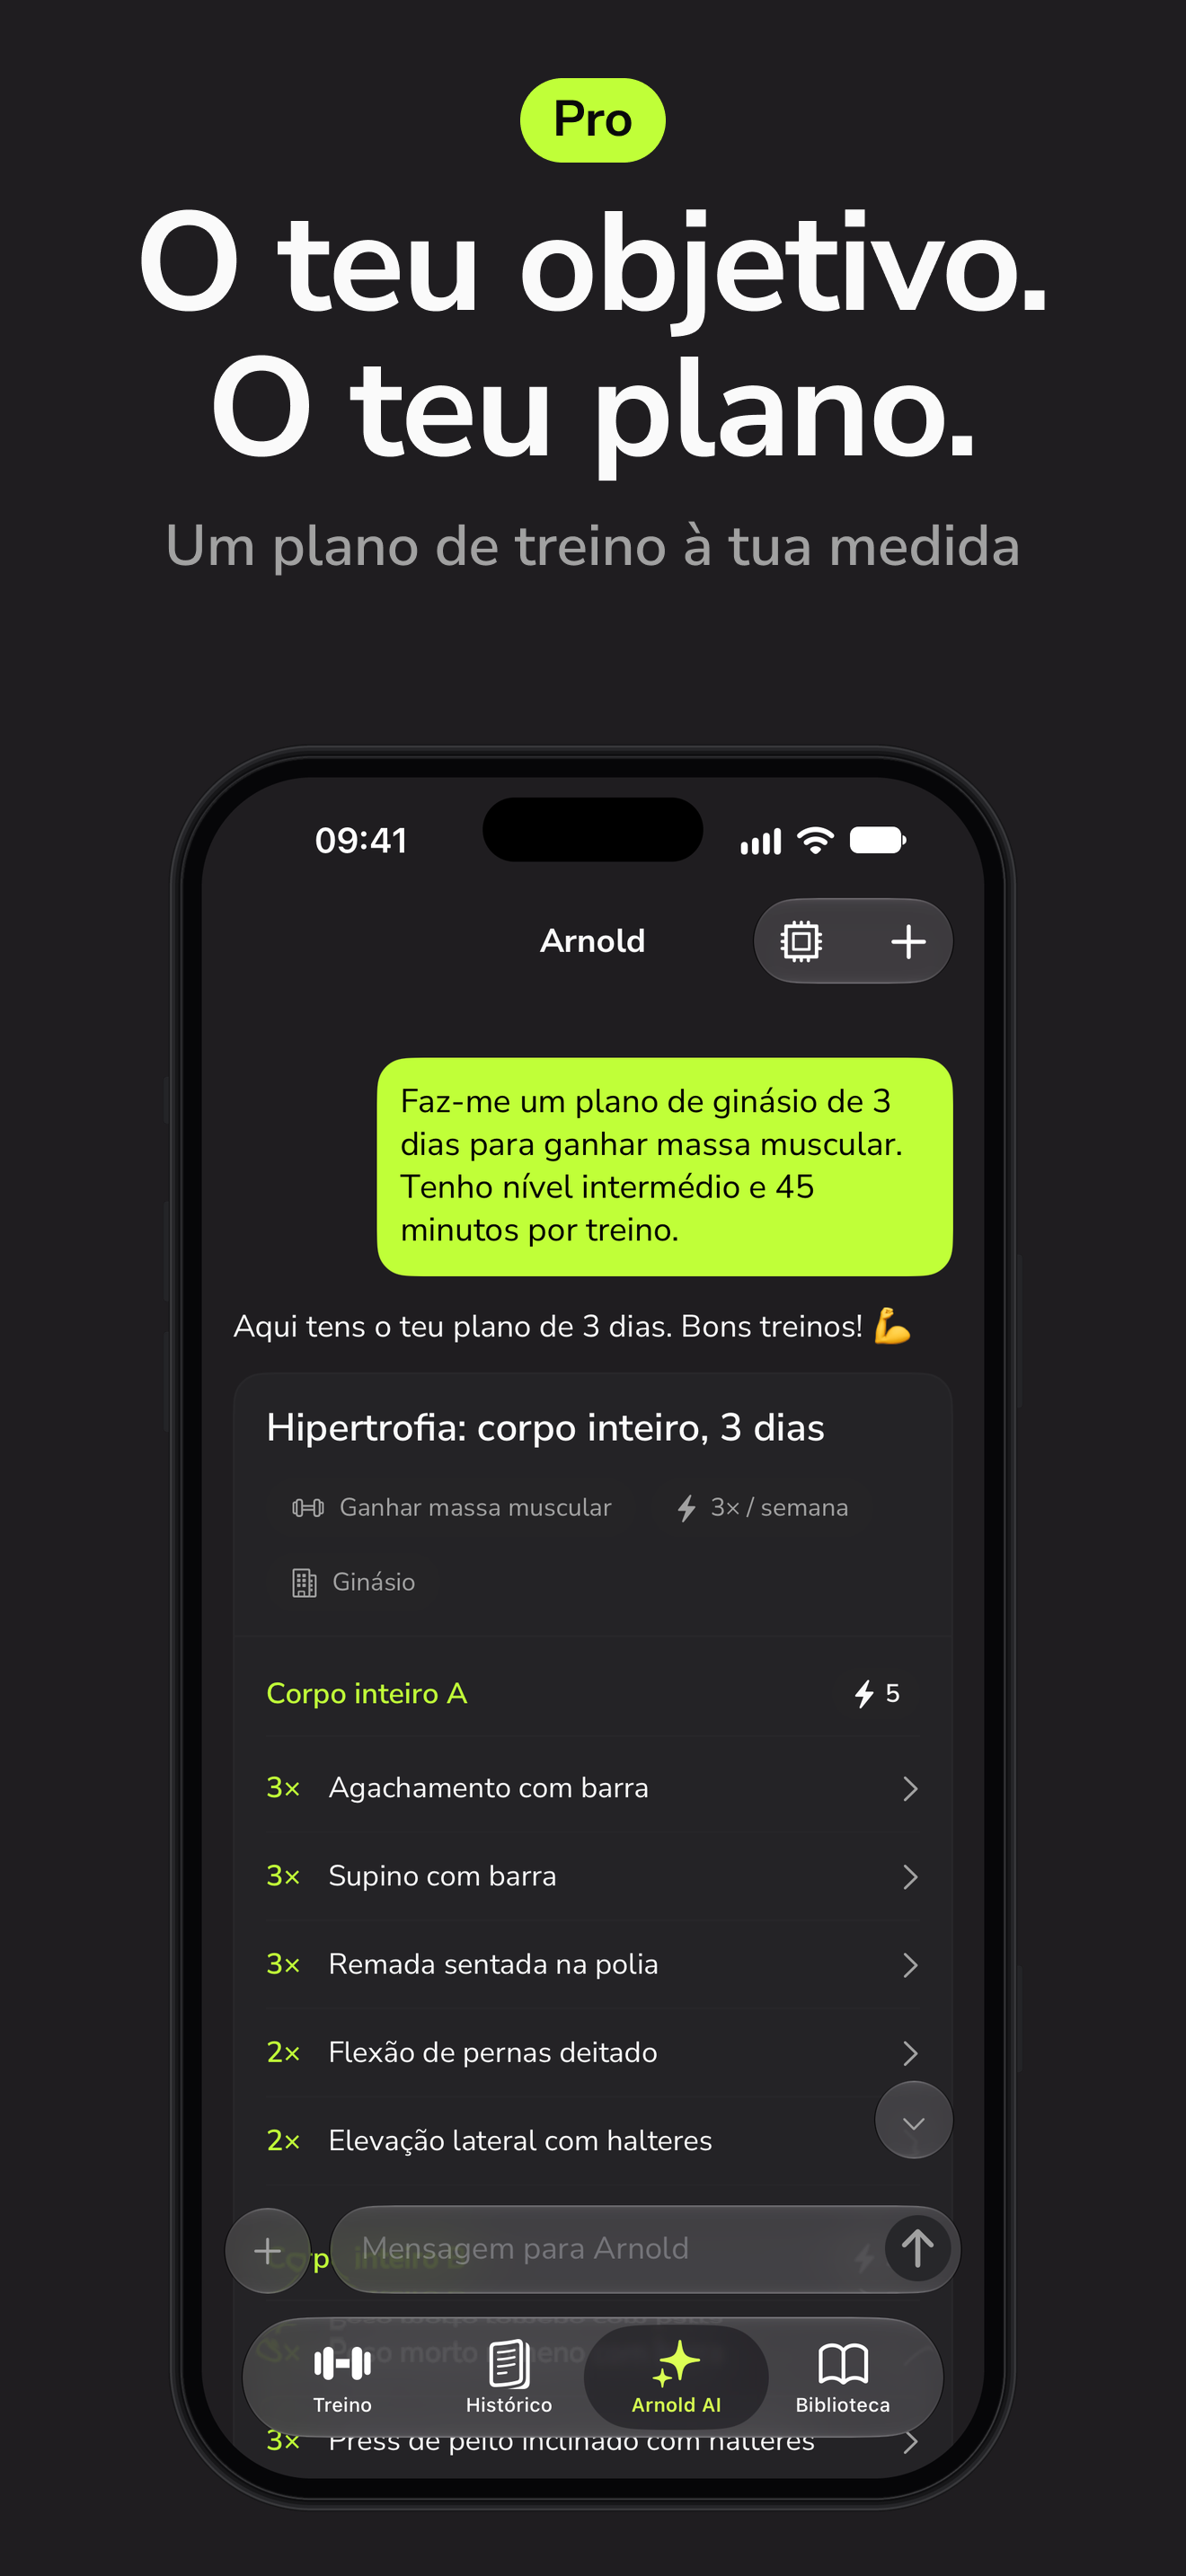 Pro
O teu objetivo.
O teu plano.
Um plano de treino à tua medida
09:41
Arnold
Faz-me um plano de ginásio de 3
dias para ganhar massa muscular.
Tenho nível intermédio e 45
minutos por treino.
Aqui tens o teu plano de 3 dias. Bons treinos! 💪
Hipertrofia: corpo inteiro, 3 dias
Ganhar massa muscular
3× / semana
Ginásio
Corpo inteiro A
5
3× Agachamento com barra
3× Supino com barra
3× Remada sentada na polia
2× Flexão de pernas deitado
2× Elevação lateral com halteres
Mensagem para Arnold
Treino
Histórico
Arnold AI
Biblioteca
3× Press de peito inclinado com halteres